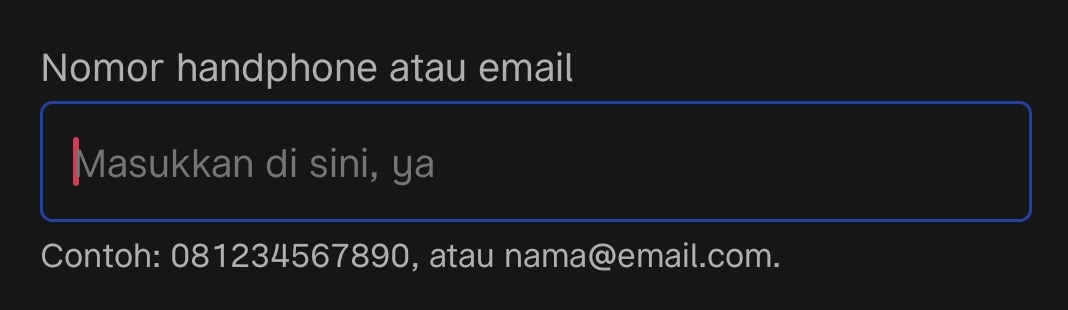 Nomor handphone atau email
Masukkan di sini, ya
Contoh: 081234567890, atau nama@email.com.